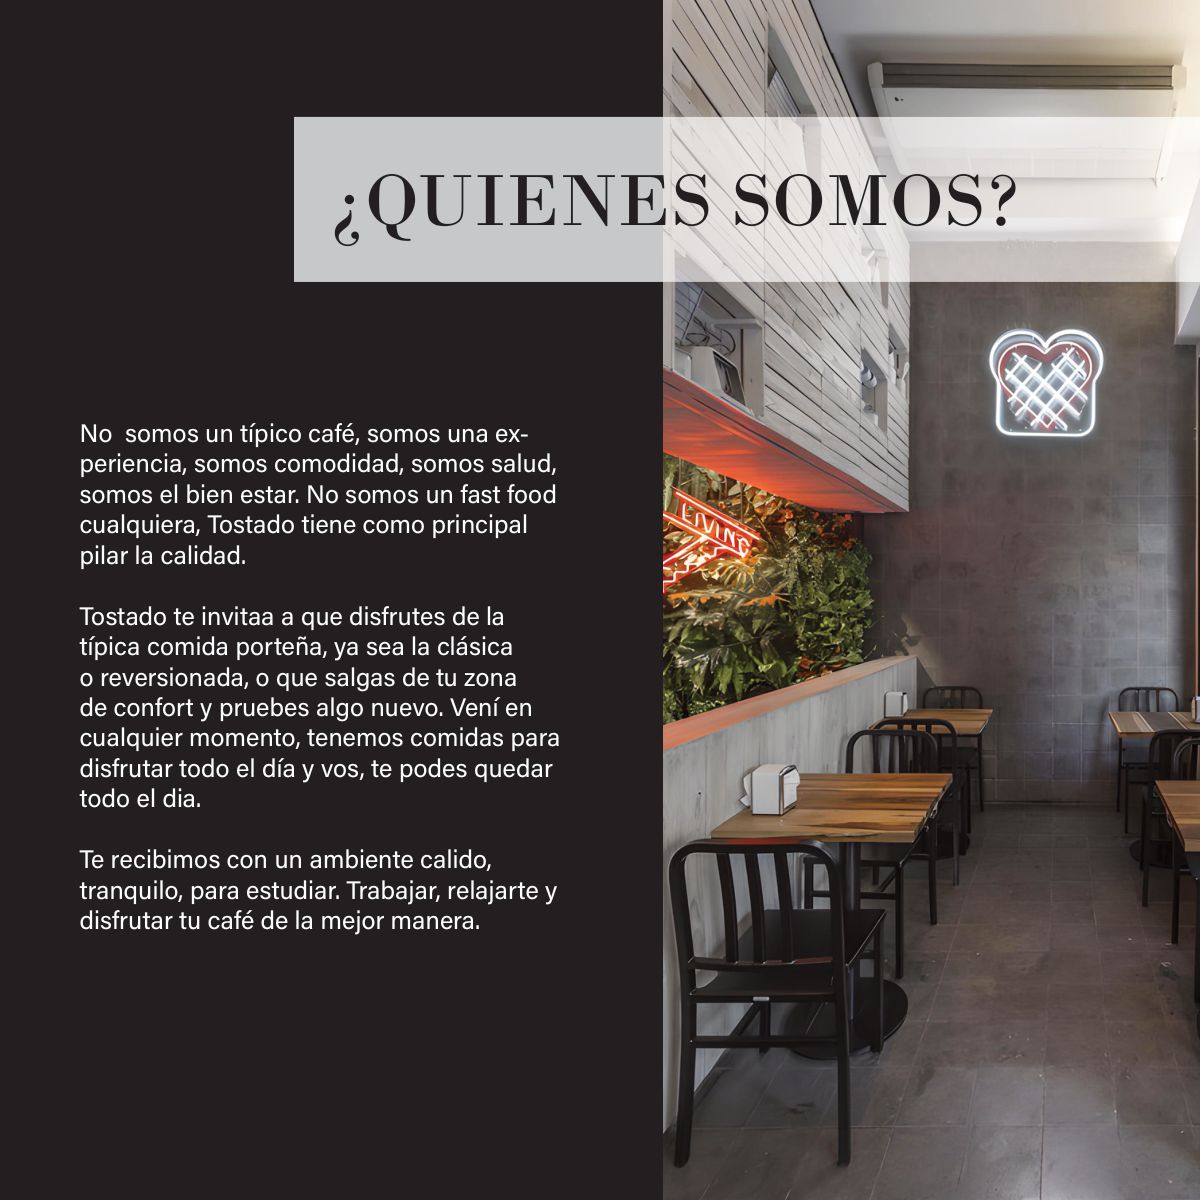 ¿QUIENES SOMOS?
No  somos un típico café, somos una ex-
periencia, somos comodidad, somos salud,
somos el bien estar. No somos un fast food
cualquiera, Tostado tiene como principal
pilar la calidad.
Tostado te invitaa a que disfrutes de la
típica comida porteña, ya sea la clásica
o reversionada, o que salgas de tu zona
de confort y pruebes algo nuevo. Vení en
cualquier momento, tenemos comidas para
disfrutar todo el día y vos, te podes quedar
todo el dia.
Te recibimos con un ambiente calido,
tranquilo, para estudiar. Trabajar, relajarte y
disfrutar tu café de la mejor manera.
LIVING